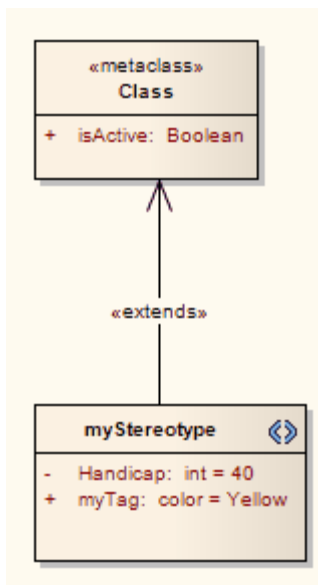 «metaclass»
Class
+ isActive: Boolean
«extends»
myStereotype
- Handicap: int = 40
+ myTag: color = Yellow